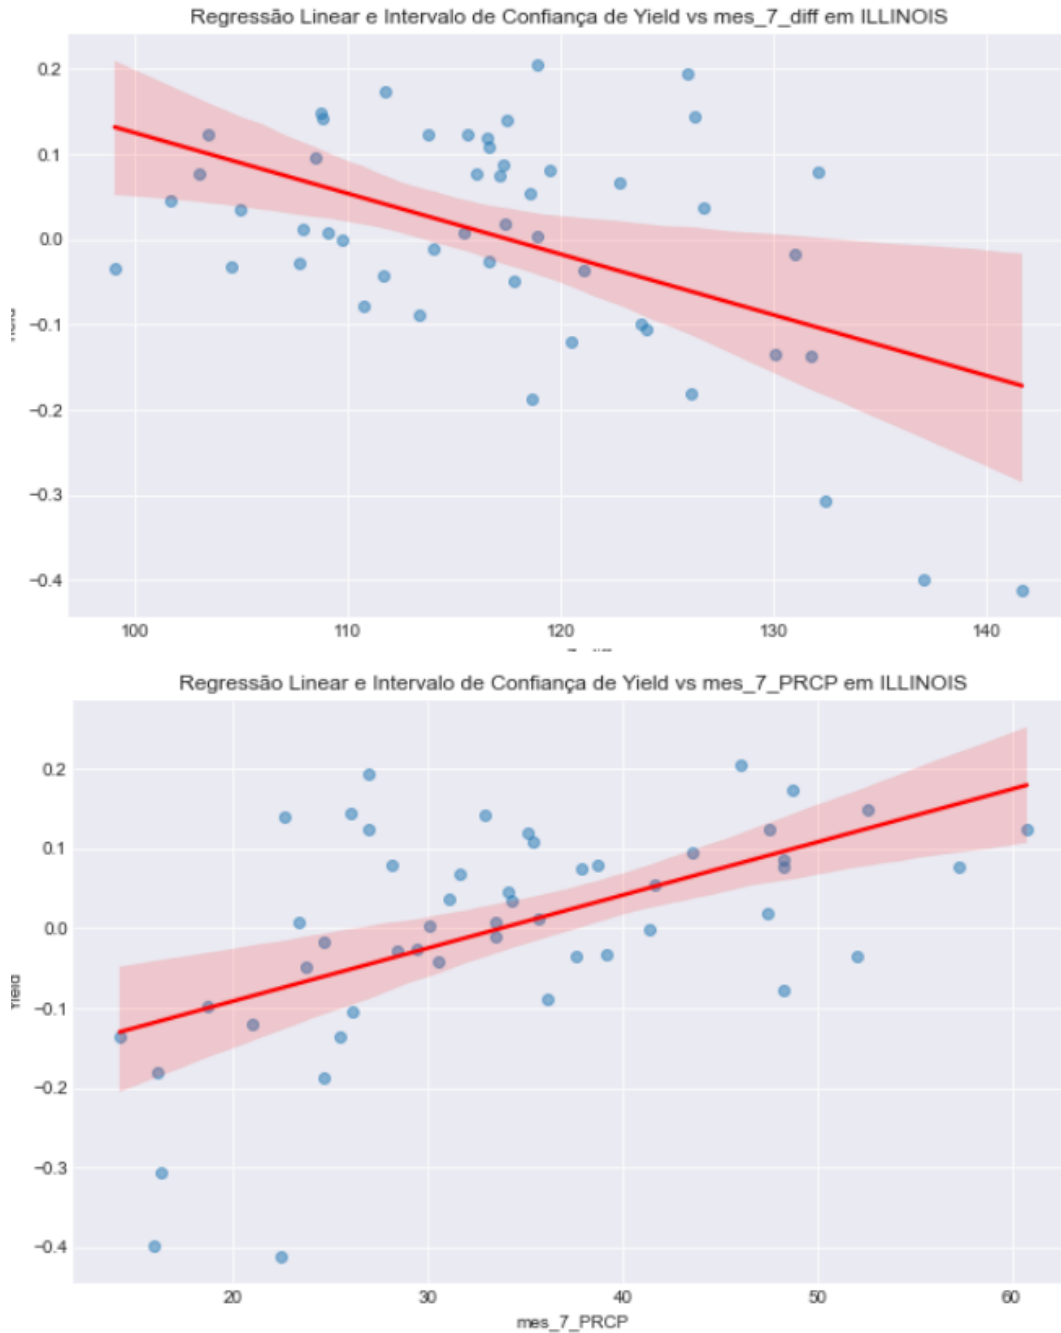 Regressão Linear e Intervalo de Confiança de Yield vs mes_7_diff em ILLINOIS
0.2
0.1
0.0
−0.1
−0.2
−0.3
−0.4
100 110 120 130 140
Regressão Linear e Intervalo de Confiança de Yield vs mes_7_PRCP em ILLINOIS
0.2
0.1
0.0
−0.1
−0.2
−0.3
−0.4
Yield
20 30 40 50 60
mes_7_PRCP